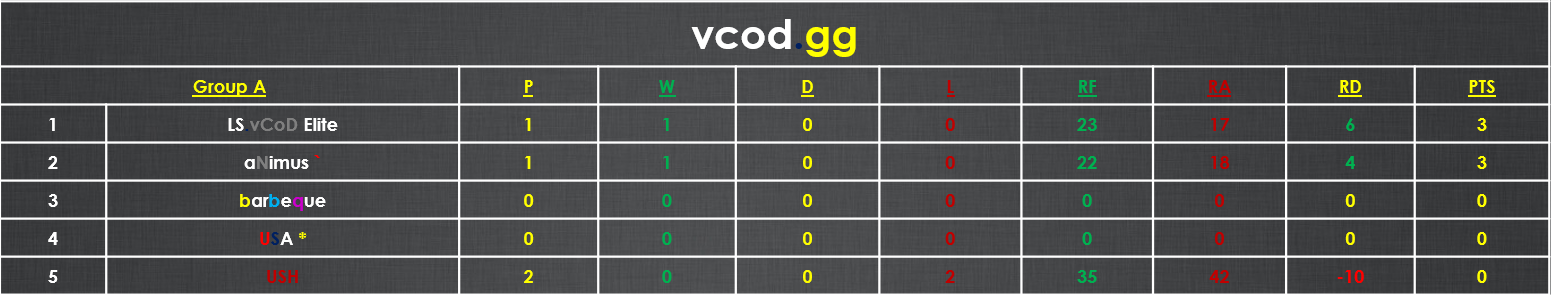 vcod.gg
Group A P W D L RF RA RD PTS
1 LS.vCoD Elite 1 1 0 0 23 17 6 3
2 aNimus 1 1 0 0 22 18 4 3
3 barbeque 0 0 0 0 0 0 0 0
4 USA * 0 0 0 0 0 0 0 0
5 USH 2 0 0 2 35 42 -10 0